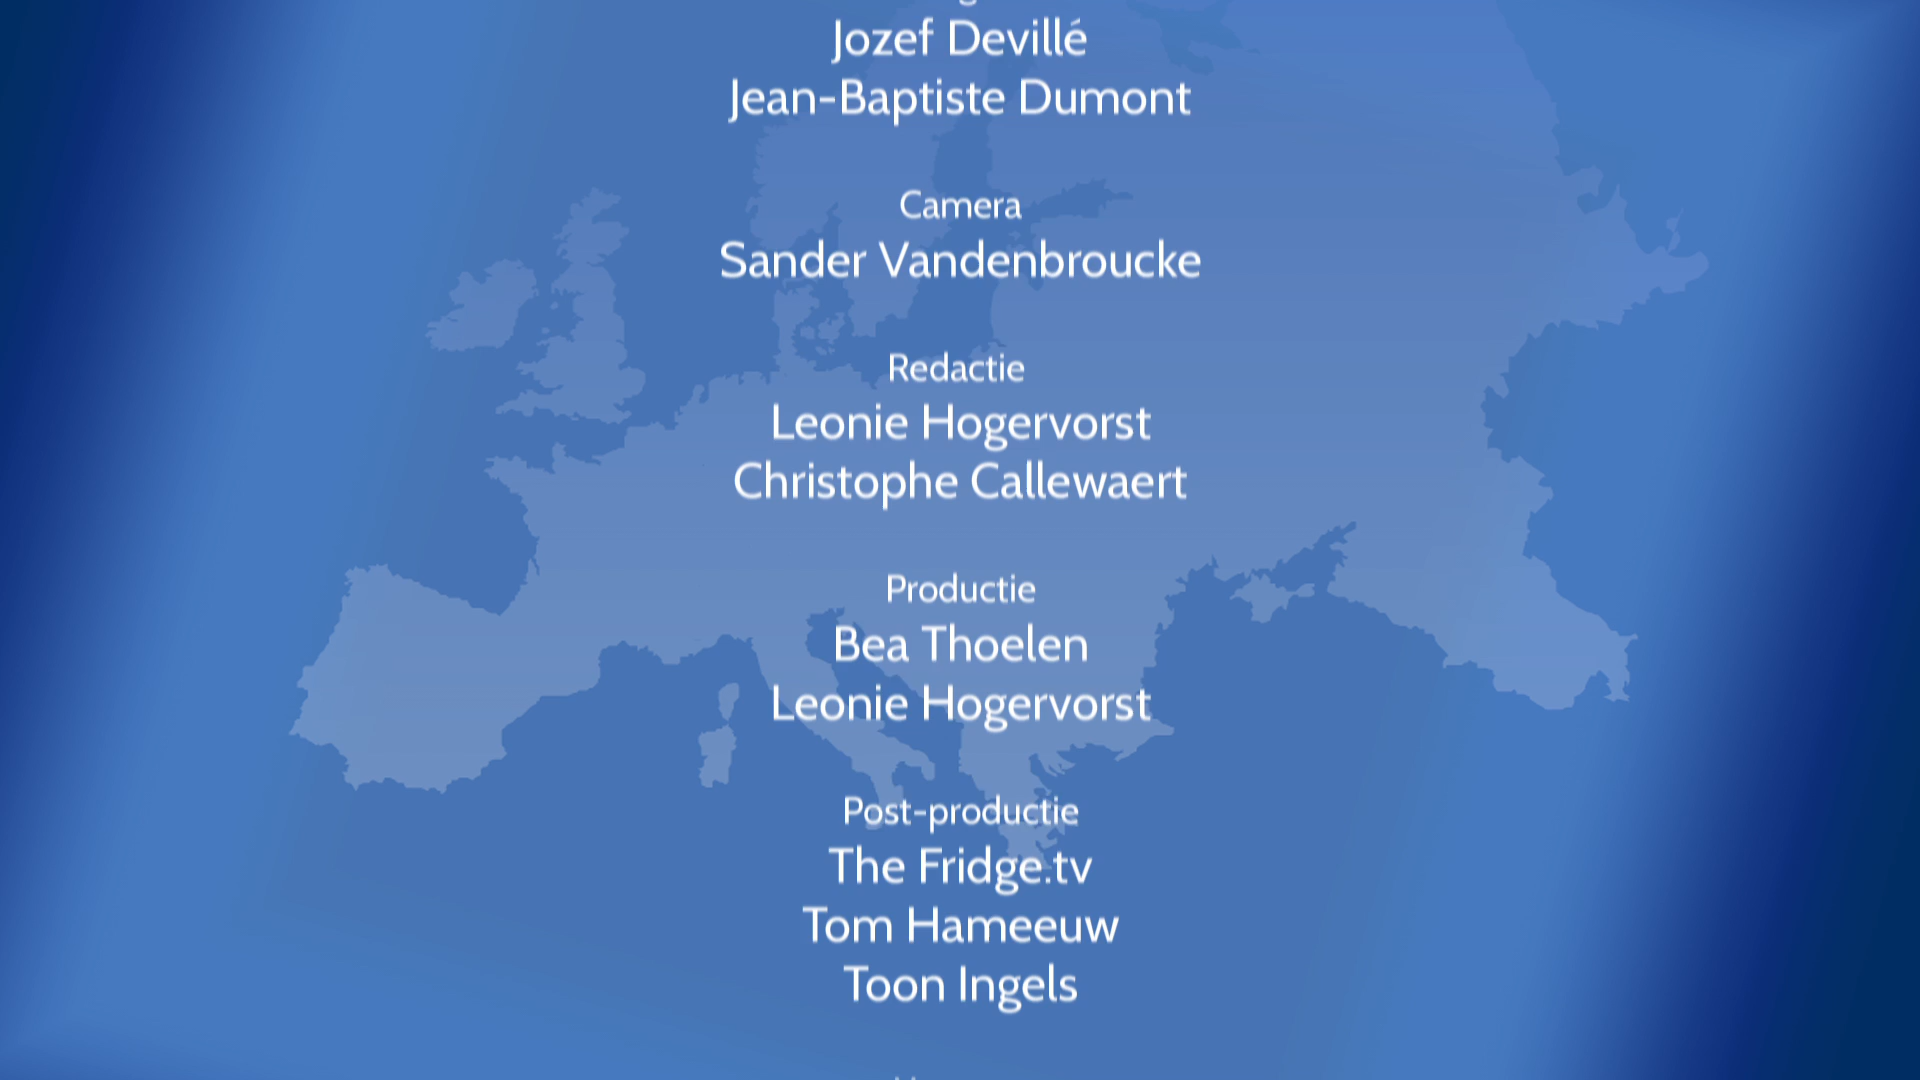 Jozef Devillé
Jean-Baptiste Dumont
Camera
Sander Vandenbroucke
Redactie
Leonie Hogervorst
Christophe Callewaert
Productie
Bea Thoelen
Leonie Hogervorst
Post-productie
The Fridge.tv
Tom Hameeuw
Toon Ingels